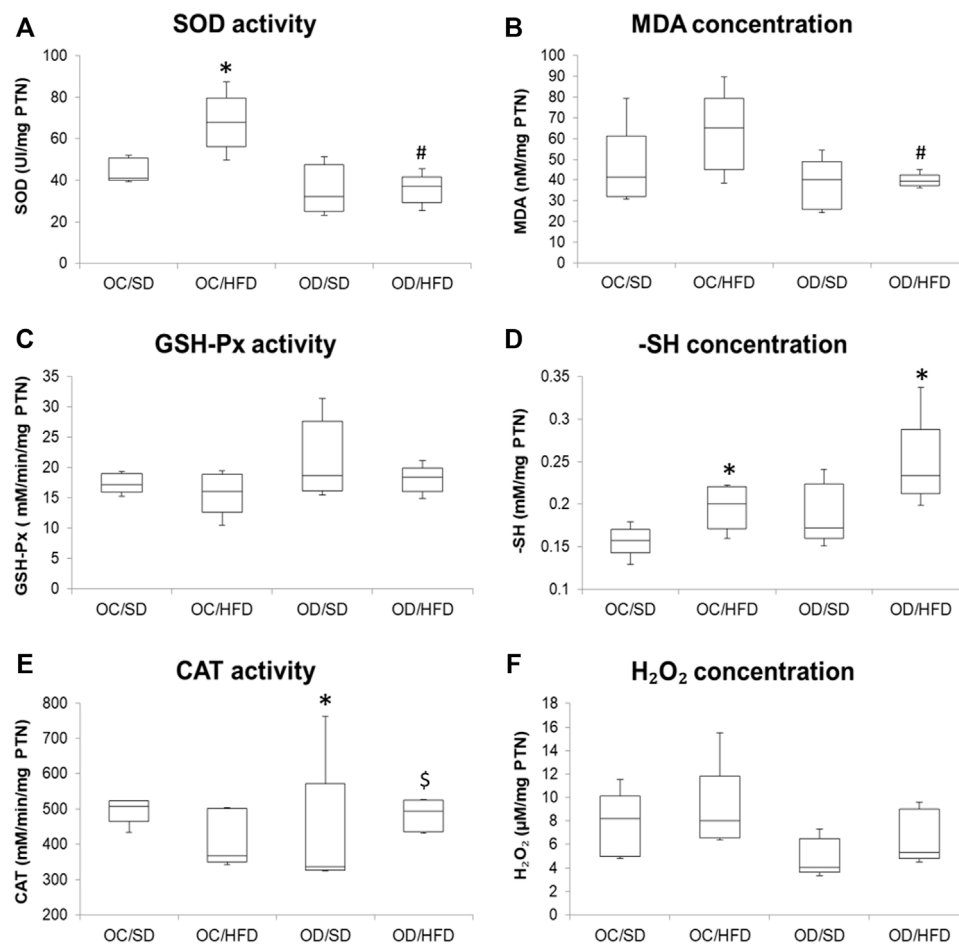 A
SOD activity
SOD (UI/mg PTN)
100
80
60
40
20
0
*
#
OC/SD OC/HFD OD/SD OD/HFD
B
MDA concentration
MDA (nM/mg PTN)
100
90
80
70
60
50
40
30
20
10
0
#
OC/SD OC/HFD OD/SD OD/HFD
C
GSH-Px activity
GSH-Px ( mM/min/mg PTN)
35
30
25
20
15
10
5
0
OC/SD OC/HFD OD/SD OD/HFD
D
-SH concentration
-SH (mM/mg PTN)
0.35
0.3
0.25
0.2
0.15
0.1
*
*
OC/SD OC/HFD OD/SD OD/HFD
E
CAT activity
CAT (mM/min/mg PTN)
800
700
600
500
400
300
200
*
$
OC/SD OC/HFD OD/SD OD/HFD
F
H₂O₂ concentration
H₂O₂ (µM/mg PTN)
18
16
14
12
10
8
6
4
2
0
OC/SD OC/HFD OD/SD OD/HFD